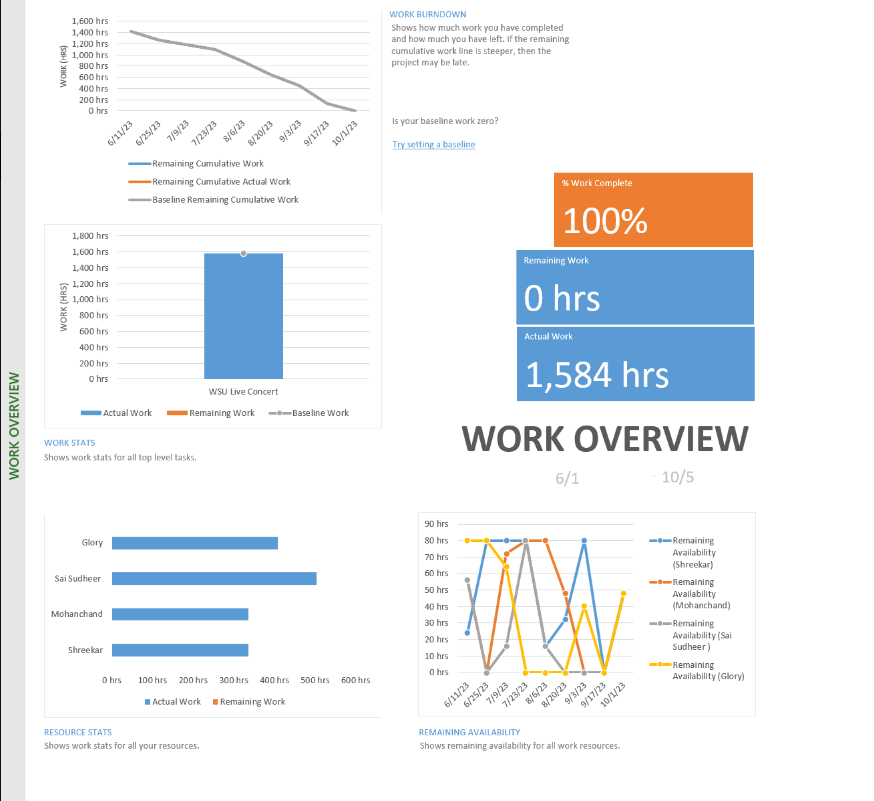 WORK OVERVIEW
WORK (HRS)
1,600 hrs
1,400 hrs
1,200 hrs
1,000 hrs
800 hrs
600 hrs
400 hrs
200 hrs
0 hrs
6/11/23
6/25/23
7/9/23
7/23/23
8/6/23
8/20/23
9/3/23
9/17/23
10/1/23
Remaining Cumulative Work
Remaining Cumulative Actual Work
Baseline Remaining Cumulative Work
WORK BURNDOWN
Shows how much work you have completed
and how much you have left. If the remaining
cumulative work line is steeper, then the
project may be late.
Is your baseline work zero?
Try setting a baseline
% Work Complete
100%
Remaining Work
0 hrs
Actual Work
1,584 hrs
WORK OVERVIEW
6/1 - 10/5
WORK (HRS)
1,800 hrs
1,600 hrs
1,400 hrs
1,200 hrs
1,000 hrs
800 hrs
600 hrs
400 hrs
200 hrs
0 hrs
WSU Live Concert
Actual Work Remaining Work Baseline Work
WORK STATS
Shows work stats for all top level tasks.
Glory
Sai Sudheer
Mohanchand
Shreekar
0 hrs 100 hrs 200 hrs 300 hrs 400 hrs 500 hrs 600 hrs
Actual Work Remaining Work
RESOURCE STATS
Shows work stats for all your resources.
90 hrs
80 hrs
70 hrs
60 hrs
50 hrs
40 hrs
30 hrs
20 hrs
10 hrs
0 hrs
6/11/23
6/25/23
7/9/23
7/23/23
8/6/23
8/20/23
9/3/23
9/17/23
10/1/23
Remaining
Availability
(Shreekar)
Remaining
Availability
(Mohanchand)
Remaining
Availability (Sai
Sudheer )
Remaining
Availability (Glory)
REMAINING AVAILABILITY
Shows remaining availability for all work resources.